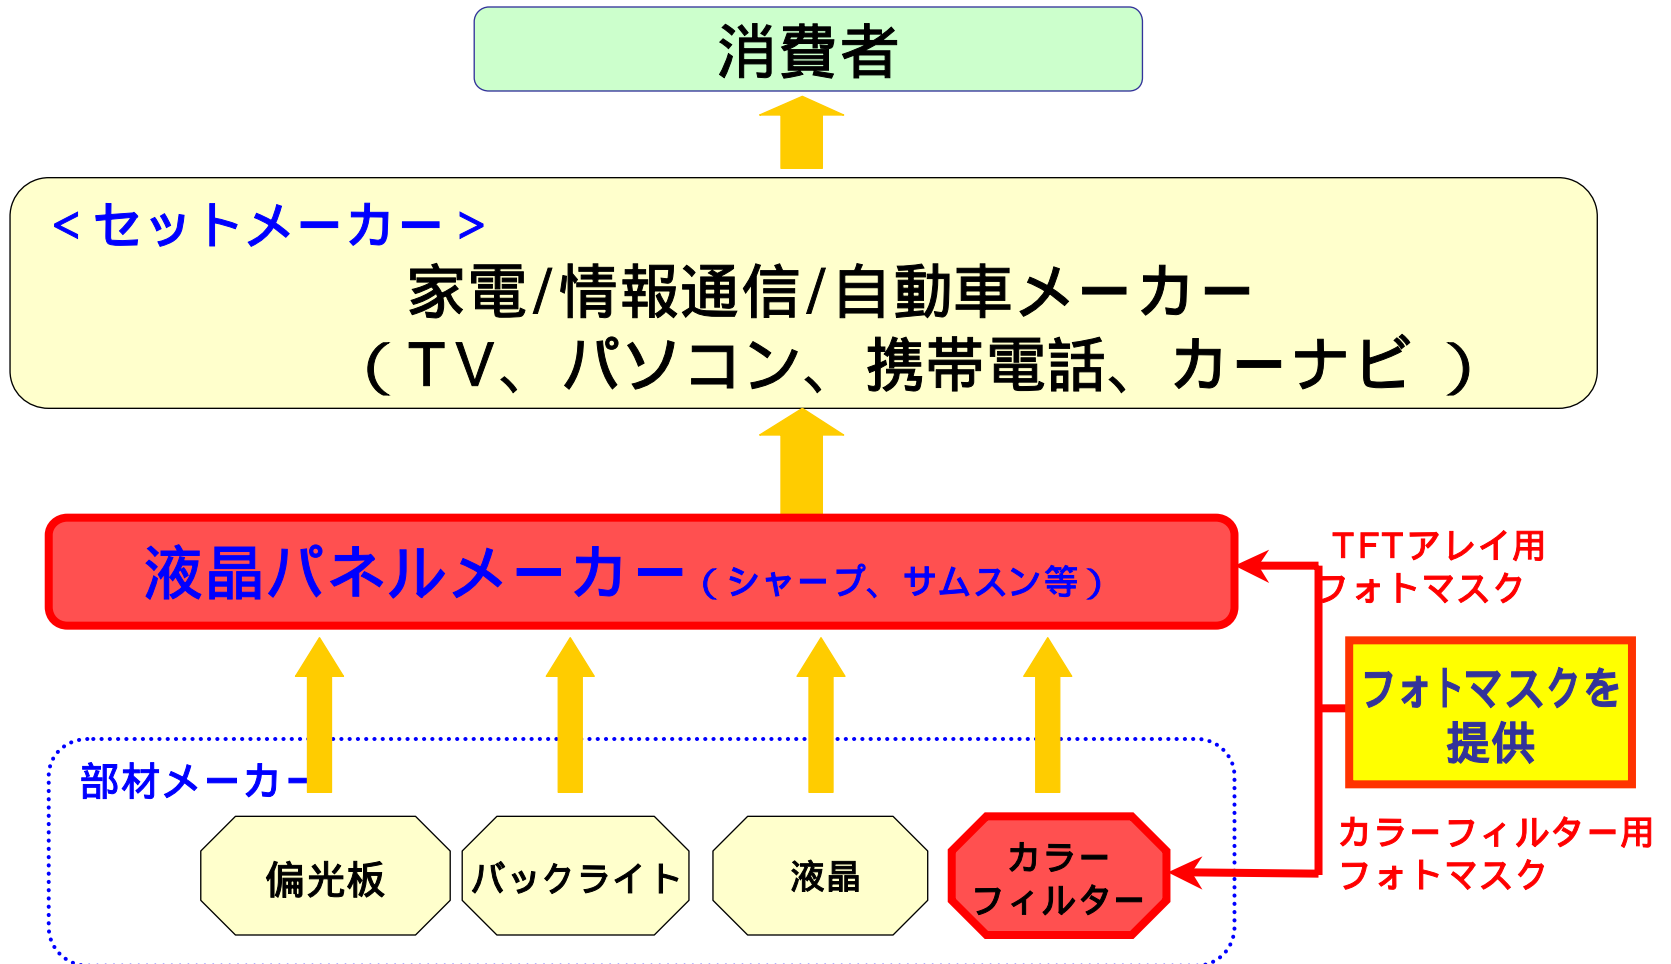 消費者
<セットメーカー>
家電/情報通信/自動車メーカー
(TV、パソコン、携帯電話、カーナビ )
液晶パネルメーカー(シャープ、サムスン等)
TFTアレイ用
フォトマスク
フォトマスクを
提供
部材メーカー
カラーフィルター用
フォトマスク
偏光板
バックライト
液晶
カラー
フィルター